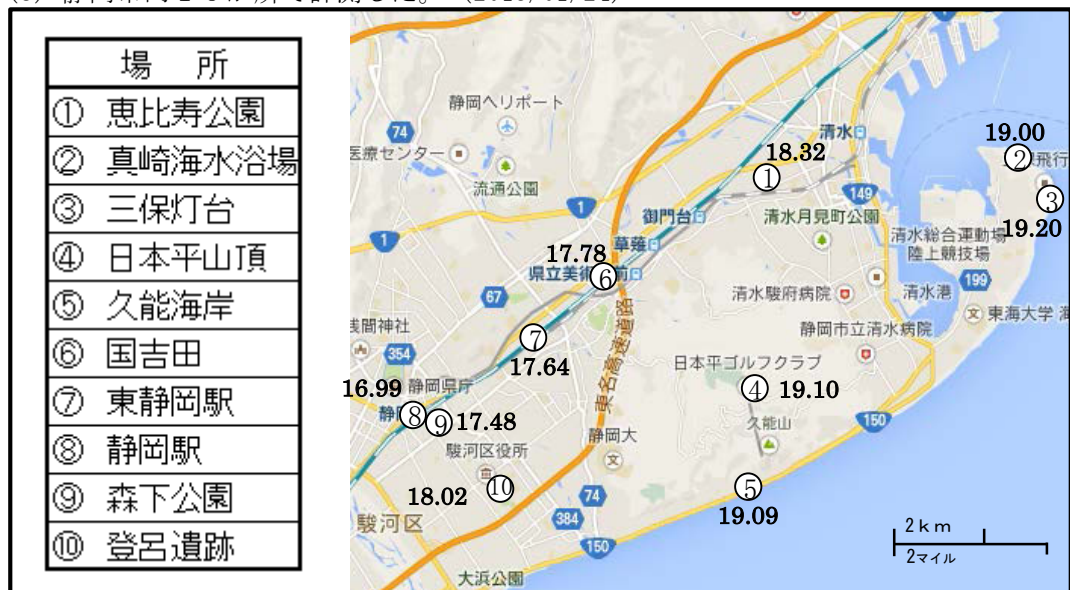 場 所
① 恵比寿公園
② 真崎海水浴場
③ 三保灯台
④ 日本平山頂
⑤ 久能海岸
⑥ 国吉田
⑦ 東静岡駅
⑧ 静岡駅
⑨ 森下公園
⑩ 登呂遺跡
静岡ヘリポート
74
医療センター
流通公園
1
1
清水
19.00
②
飛行
18.32
①
149
③
19.20
御門台
清水月見町公園
清水総合運動場
陸上競技場
草薙
17.78
県立美術
前
⑥
199
67
清水駿府病院
清水港
東海大学 海
浅間神社
354
⑦
17.64
東名高速道路
静岡市立清水病院
日本平ゴルフクラブ
④ 19.10
16.99
静岡県庁
静岡
⑧
⑨ 17.48
150
久能山
駿河区役所
静岡大
18.02
⑩
⑤
19.09
74
384
150
駿河区
大浜公園
2km
2マイル